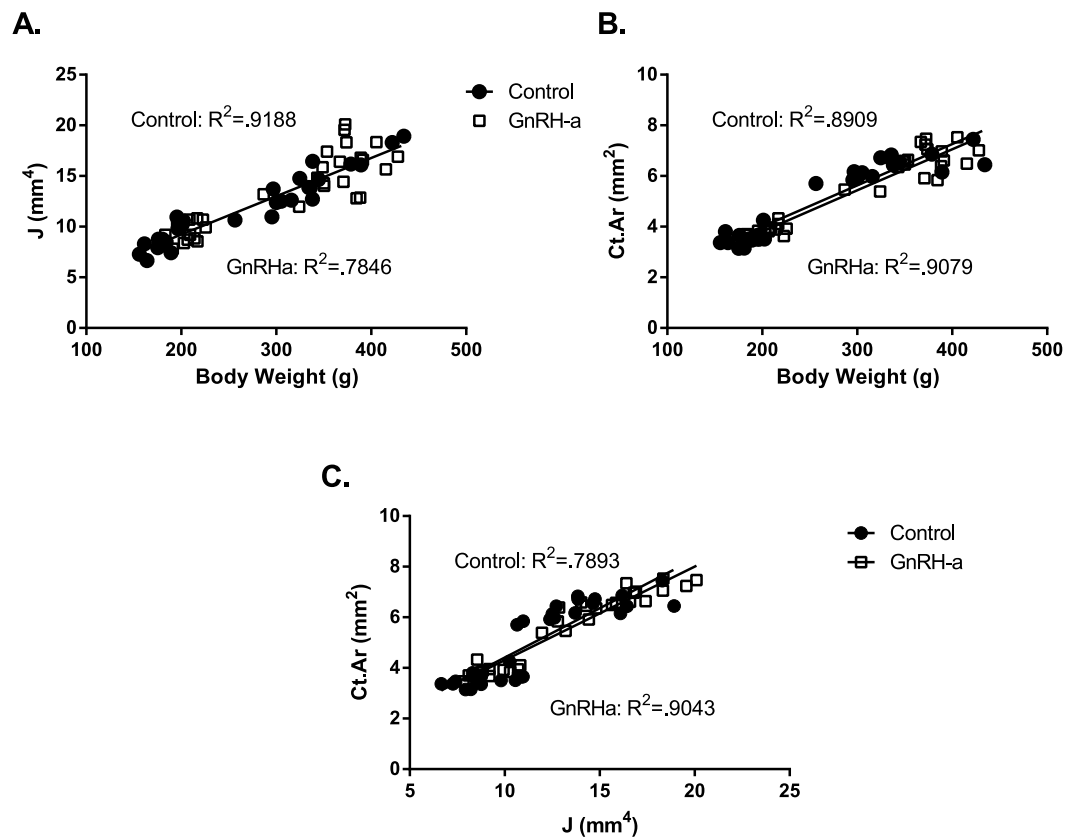 A.
25
20
15
10
5
0
J (mm⁴)
Control: R²=.9188
GnRHa: R²=.7846
100 200 300 400 500
Body Weight (g)
Control
GnRH-a
B.
10
8
6
4
2
0
Ct.Ar (mm²)
Control: R²=.8909
GnRHa: R²=.9079
100 200 300 400 500
Body Weight (g)
C.
10
8
6
4
2
0
Ct.Ar (mm²)
Control: R²=.7893
GnRHa: R²=.9043
5 10 15 20 25
J (mm⁴)
Control
GnRH-a